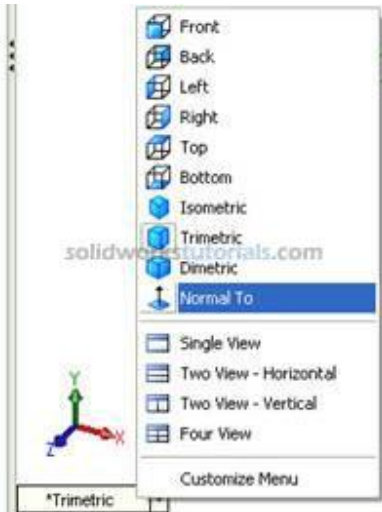 Front
Back
Left
Right
Top
Bottom
Isometric
Trimetric
solidworkstutorials.com
Dimetric
Normal To
Single View
Two View - Horizontal
Two View - Vertical
Four View
Customize Menu
Y
X
Z
*Trimetric